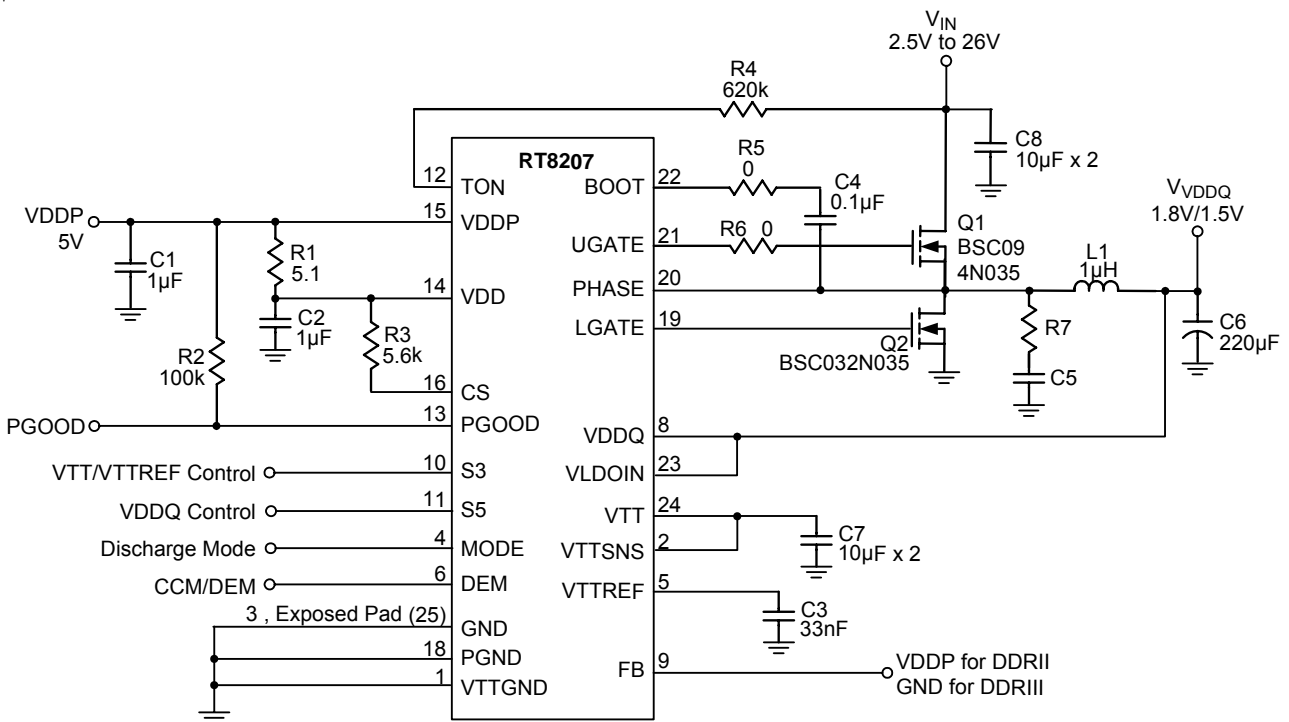 VIN
2.5V to 26V
R4
620k
C8
10µF x 2
RT8207
R5
0
C4
0.1µF
12
TON
BOOT
22
VDDP
5V
15
VDDP
VVDDQ
1.8V/1.5V
C1
1µF
R1
5.1
UGATE
21
R6 0
Q1
BSC09
4N035
L1
1µH
14
VDD
PHASE
20
C2
1µF
R3
5.6k
LGATE
19
Q2
BSC032N035
R7
C6
220µF
R2
100k
C5
16
CS
PGOOD
13
PGOOD
VDDQ
8
VTT/VTTREF Control
10
S3
VLDOIN
23
VDDQ Control
11
S5
VTT
24
C7
10µF x 2
Discharge Mode
4
MODE
VTTSNS
2
CCM/DEM
6
DEM
VTTREF
5
C3
33nF
3 , Exposed Pad (25)
GND
18
PGND
FB
9
VDDP for DDRII
GND for DDRIII
1
VTTGND